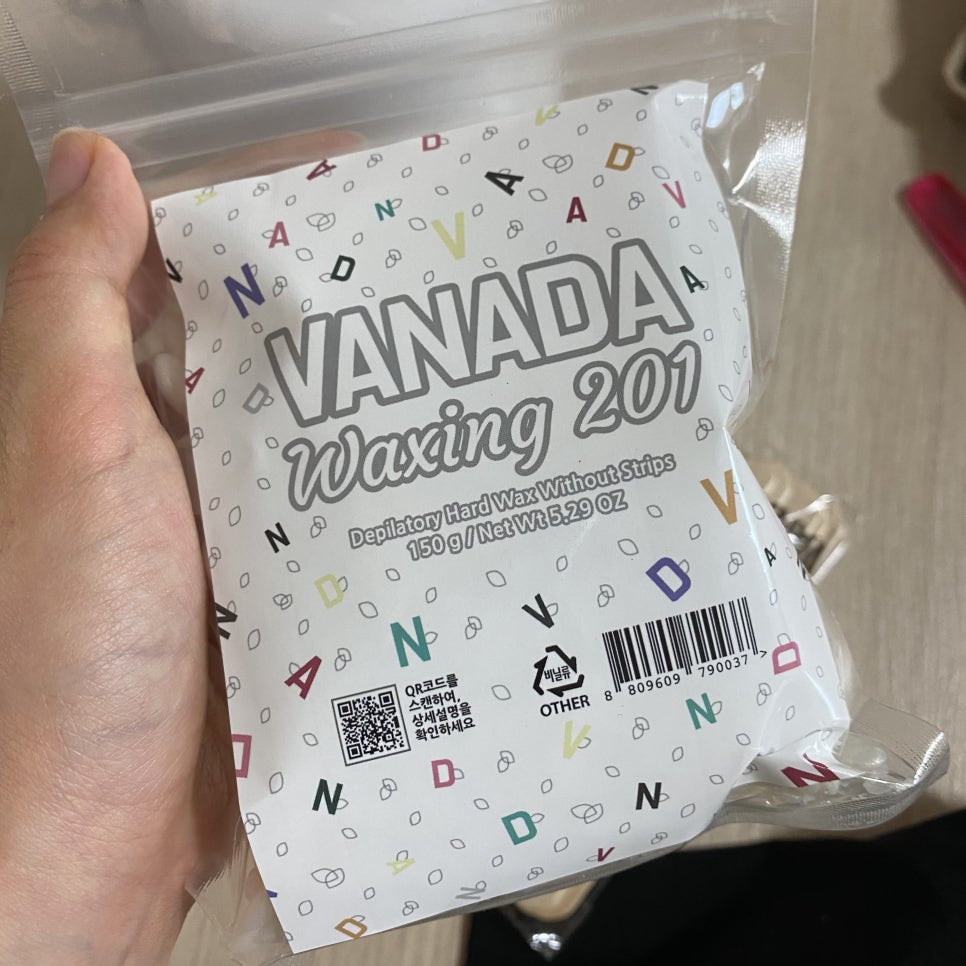 VANADA
Waxing 201
Depilatory Hard Wax Without Strips
150 g / Net Wt 5.29 OZ
QR코드를
스캔하여,
상세설명을
확인하세요
비닐류
OTHER
8 809609 790037 >